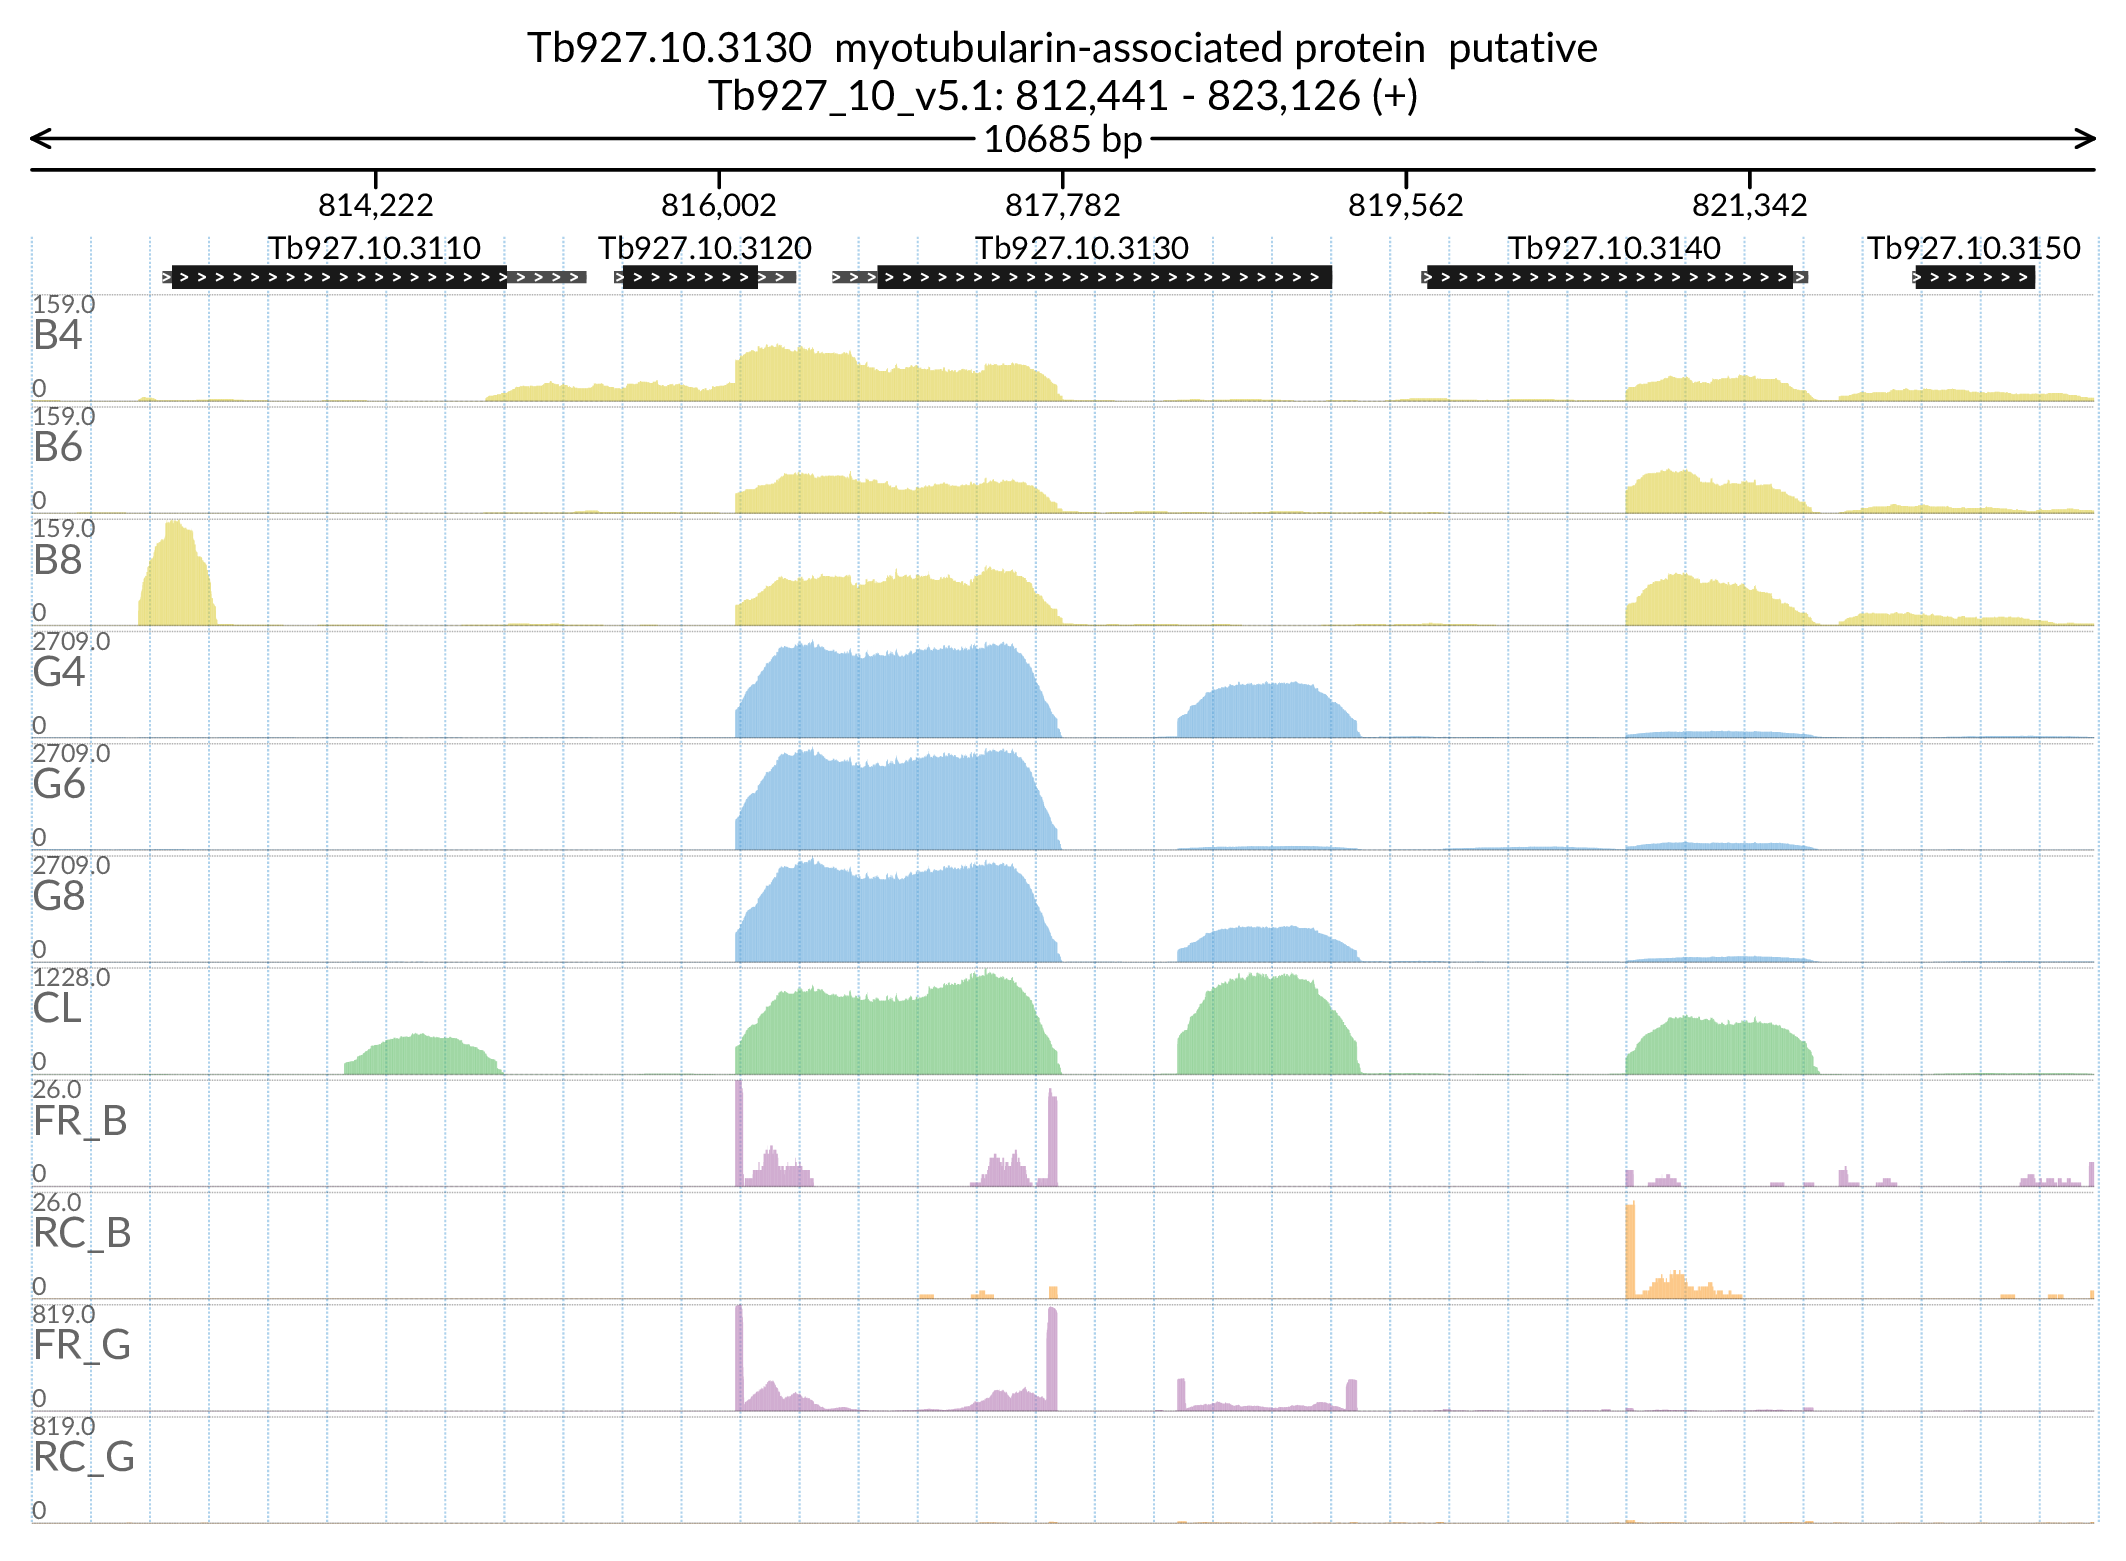 Tb927.10.3130  myotubularin-associated protein  putative
Tb927_10_v5.1: 812,441 - 823,126 (+)
10685 bp
814,222 816,002 817,782 819,562 821,342
Tb927.10.3110 Tb927.10.3120 Tb927.10.3130 Tb927.10.3140 Tb927.10.3150
159.0
B4
0
159.0
B6
0
159.0
B8
0
2709.0
G4
0
2709.0
G6
0
2709.0
G8
0
1228.0
CL
0
26.0
FR_B
0
26.0
RC_B
0
819.0
FR_G
0
819.0
RC_G
0